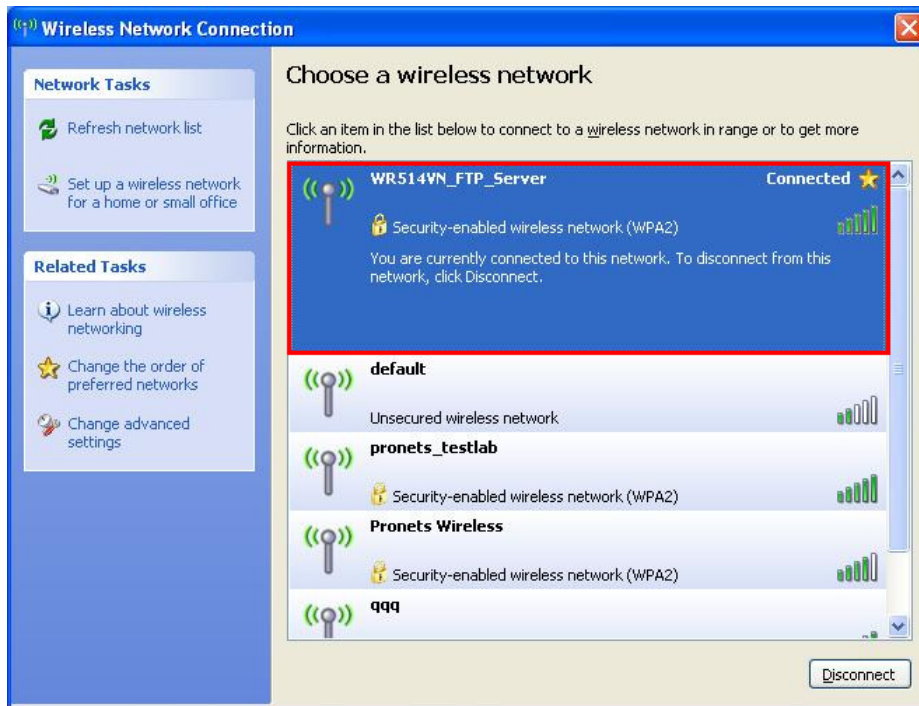 Wireless Network Connection
Network Tasks
Refresh network list
Set up a wireless network
for a home or small office
Related Tasks
Learn about wireless
networking
Change the order of
preferred networks
Change advanced
settings
Choose a wireless network
Click an item in the list below to connect to a wireless network in range or to get more
information.
WR514VN_FTP_Server
Connected
Security-enabled wireless network (WPA2)
You are currently connected to this network. To disconnect from this
network, click Disconnect.
default
Unsecured wireless network
pronets_testlab
Security-enabled wireless network (WPA2)
Pronets Wireless
Security-enabled wireless network (WPA2)
qqq
Disconnect